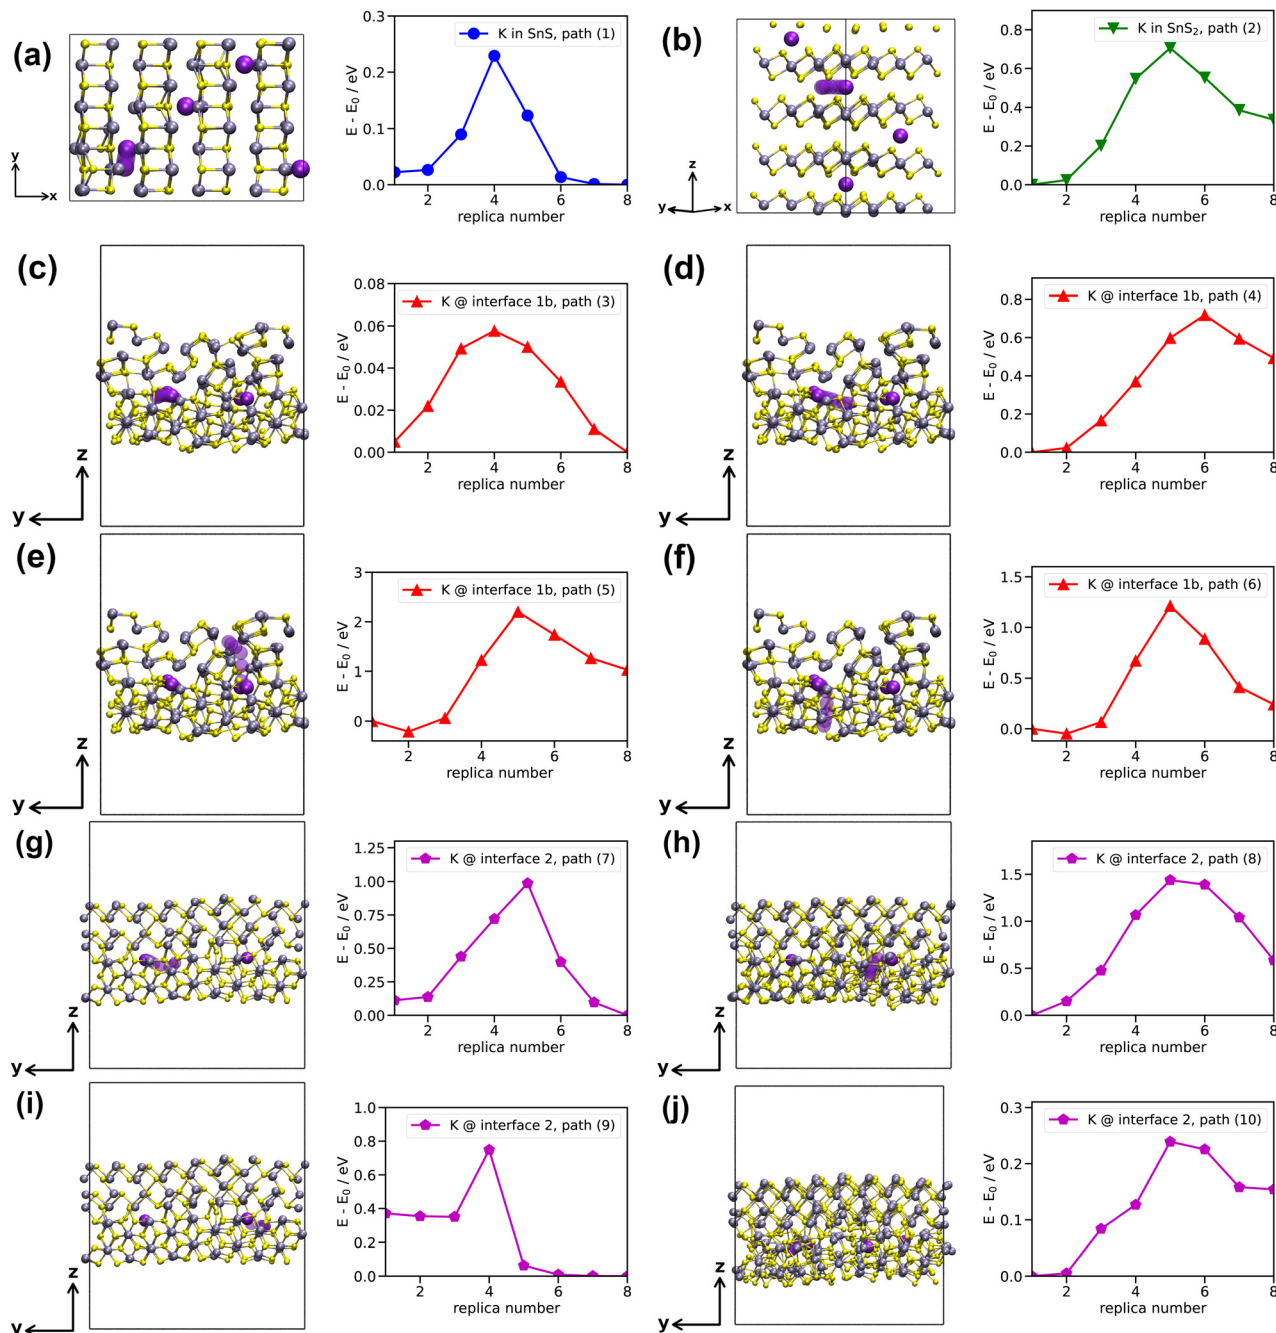 (a)
y
x
0.3
0.2
0.1
0.0
E - E₀ / eV
K in SnS, path (1)
2 4 6 8
replica number
(b)
z
y x
0.8
0.6
0.4
0.2
0.0
E - E₀ / eV
K in SnS₂, path (2)
2 4 6 8
replica number
(c)
z
y
0.08
0.06
0.04
0.02
0.00
E - E₀ / eV
K @ interface 1b, path (3)
2 4 6 8
replica number
(d)
z
y
0.8
0.6
0.4
0.2
0.0
E - E₀ / eV
K @ interface 1b, path (4)
2 4 6 8
replica number
(e)
z
y
3
2
1
0
E - E₀ / eV
K @ interface 1b, path (5)
2 4 6 8
replica number
(f)
z
y
1.5
1.0
0.5
0.0
E - E₀ / eV
K @ interface 1b, path (6)
2 4 6 8
replica number
(g)
z
y
1.25
1.00
0.75
0.50
0.25
0.00
E - E₀ / eV
K @ interface 2, path (7)
2 4 6 8
replica number
(h)
z
y
1.5
1.0
0.5
0.0
E - E₀ / eV
K @ interface 2, path (8)
2 4 6 8
replica number
(i)
z
y
1.0
0.8
0.6
0.4
0.2
0.0
E - E₀ / eV
K @ interface 2, path (9)
2 4 6 8
replica number
(j)
z
y
0.3
0.2
0.1
0.0
E - E₀ / eV
K @ interface 2, path (10)
2 4 6 8
replica number